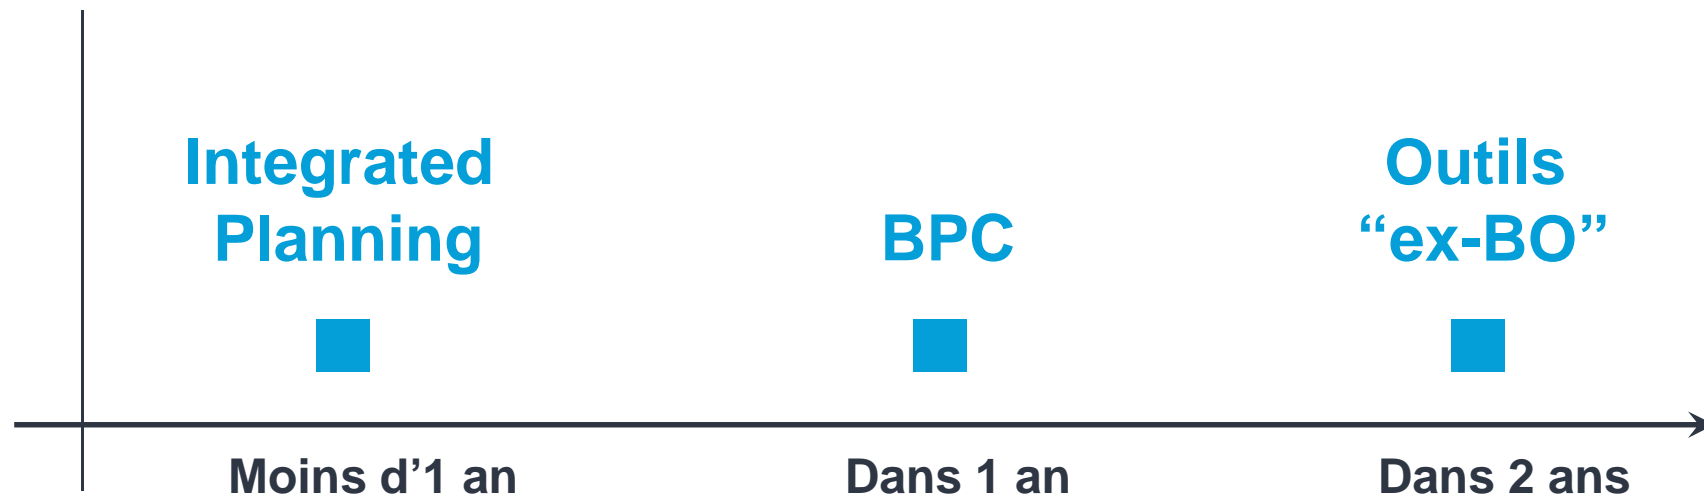 Integrated
Planning
BPC
Outils
“ex-BO”
Moins d’1 an
Dans 1 an
Dans 2 ans